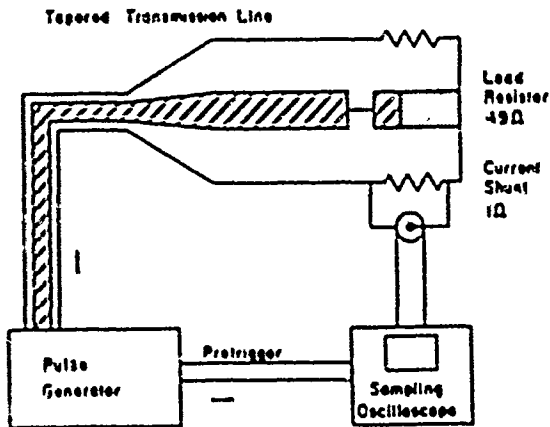 Tapered Transmission Line
Load
Resistor
49Ω
Current
Shunt
1Ω
Pulse
Generator
Pretrigger
Sampling
Oscilloscope